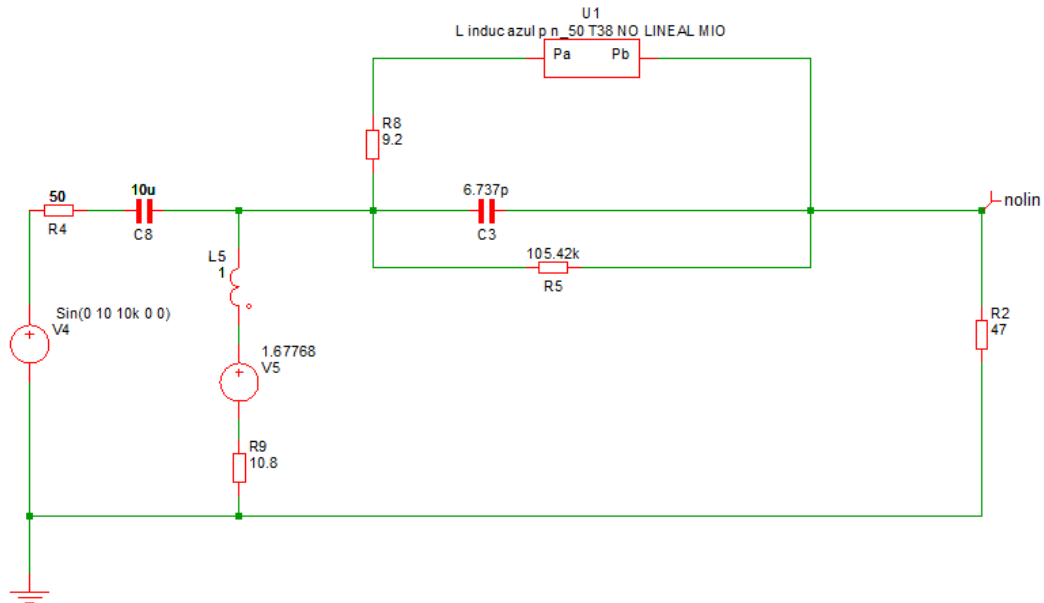 U1
L induc azul p n_50 T38 NO LINEAL MIO
Pa Pb
R8
9.2
50
R4
10u
C8
6.737p
C3
nolin
L5
1
105.42k
R5
Sin(0 10 10k 0 0)
V4
1.67768
V5
R2
47
R9
10.8